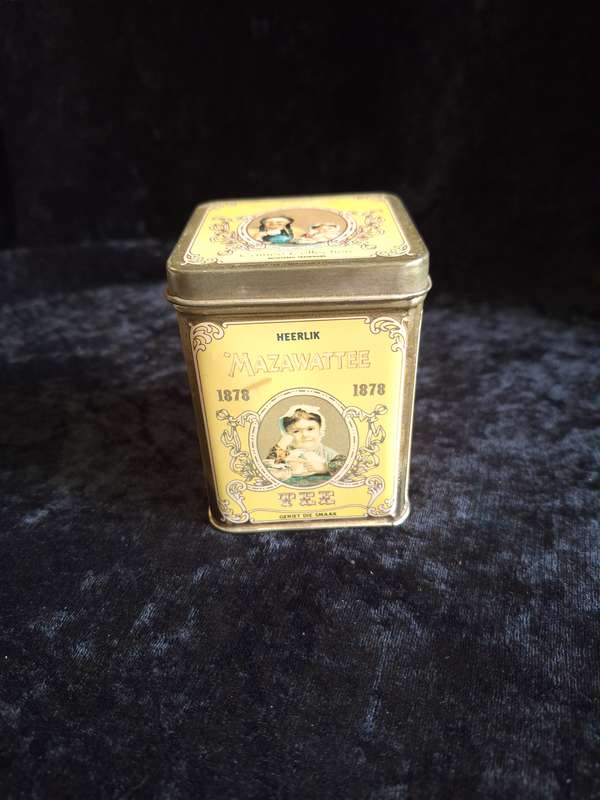 HEERLIK
"MAZAWATTEE
1878 1878
TEE
GENIET DIE SMAAK